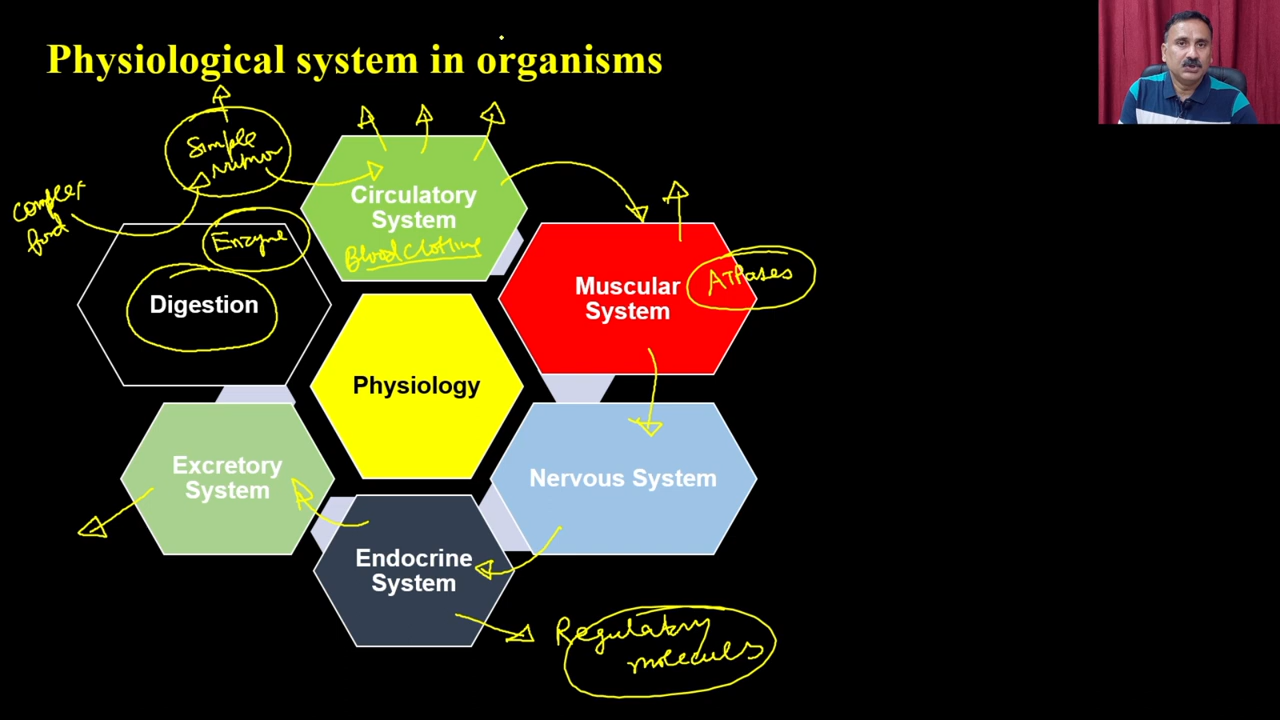 Physiological system in organisms
Simple
complex
food
Enzyme
Circulatory
System
Blood Clotting
Muscular
System
ATPases
Digestion
Physiology
Excretory
System
Nervous System
Endocrine
System
Regulatory
molecules